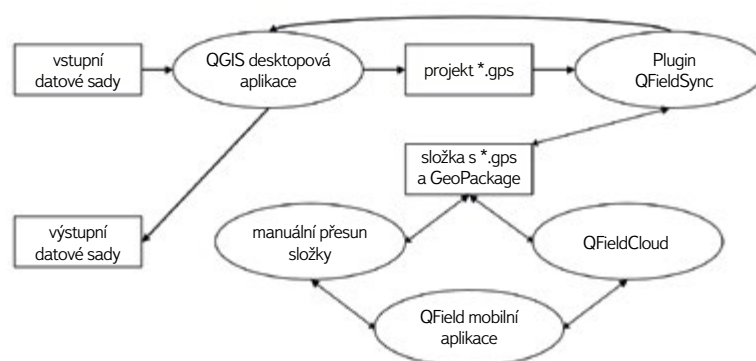 vstupní
datové sady
QGIS desktopová
aplikace
projekt *.gps
Plugin
QFieldSync
složka s *.gps
a GeoPackage
výstupní
datové sady
manuální přesun
složky
QFieldCloud
QField mobilní
aplikace